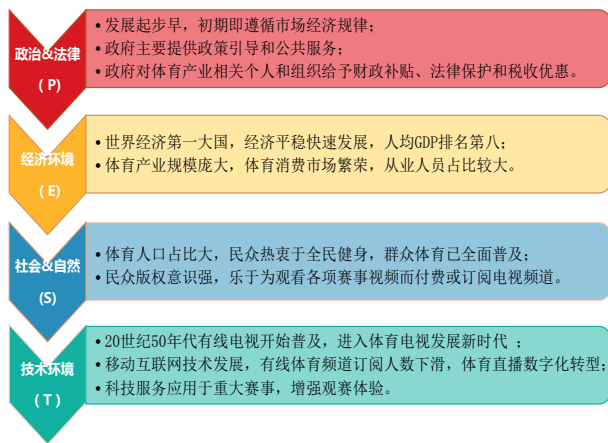 政治&法律
(P)
• 发展起步早，初期即遵循市场经济规律；
• 政府主要提供政策引导和公共服务；
• 政府对体育产业相关个人和组织给予财政补贴、法律保护和税收优惠。
经济环境
(E)
• 世界经济第一大国，经济平稳快速发展，人均GDP排名第八；
• 体育产业规模庞大，体育消费市场繁荣，从业人员占比较大。
社会&自然
(S)
• 体育人口占比大，民众热衷于全民健身，群众体育已全面普及；
• 民众版权意识强，乐于为观看各项赛事视频而付费或订阅电视频道。
技术环境
(T)
• 20世纪50年代有线电视开始普及，进入体育电视发展新时代；
• 移动互联网技术发展，有线体育频道订阅人数下滑，体育直播数字化转型；
• 科技服务应用于重大赛事，增强观赛体验。